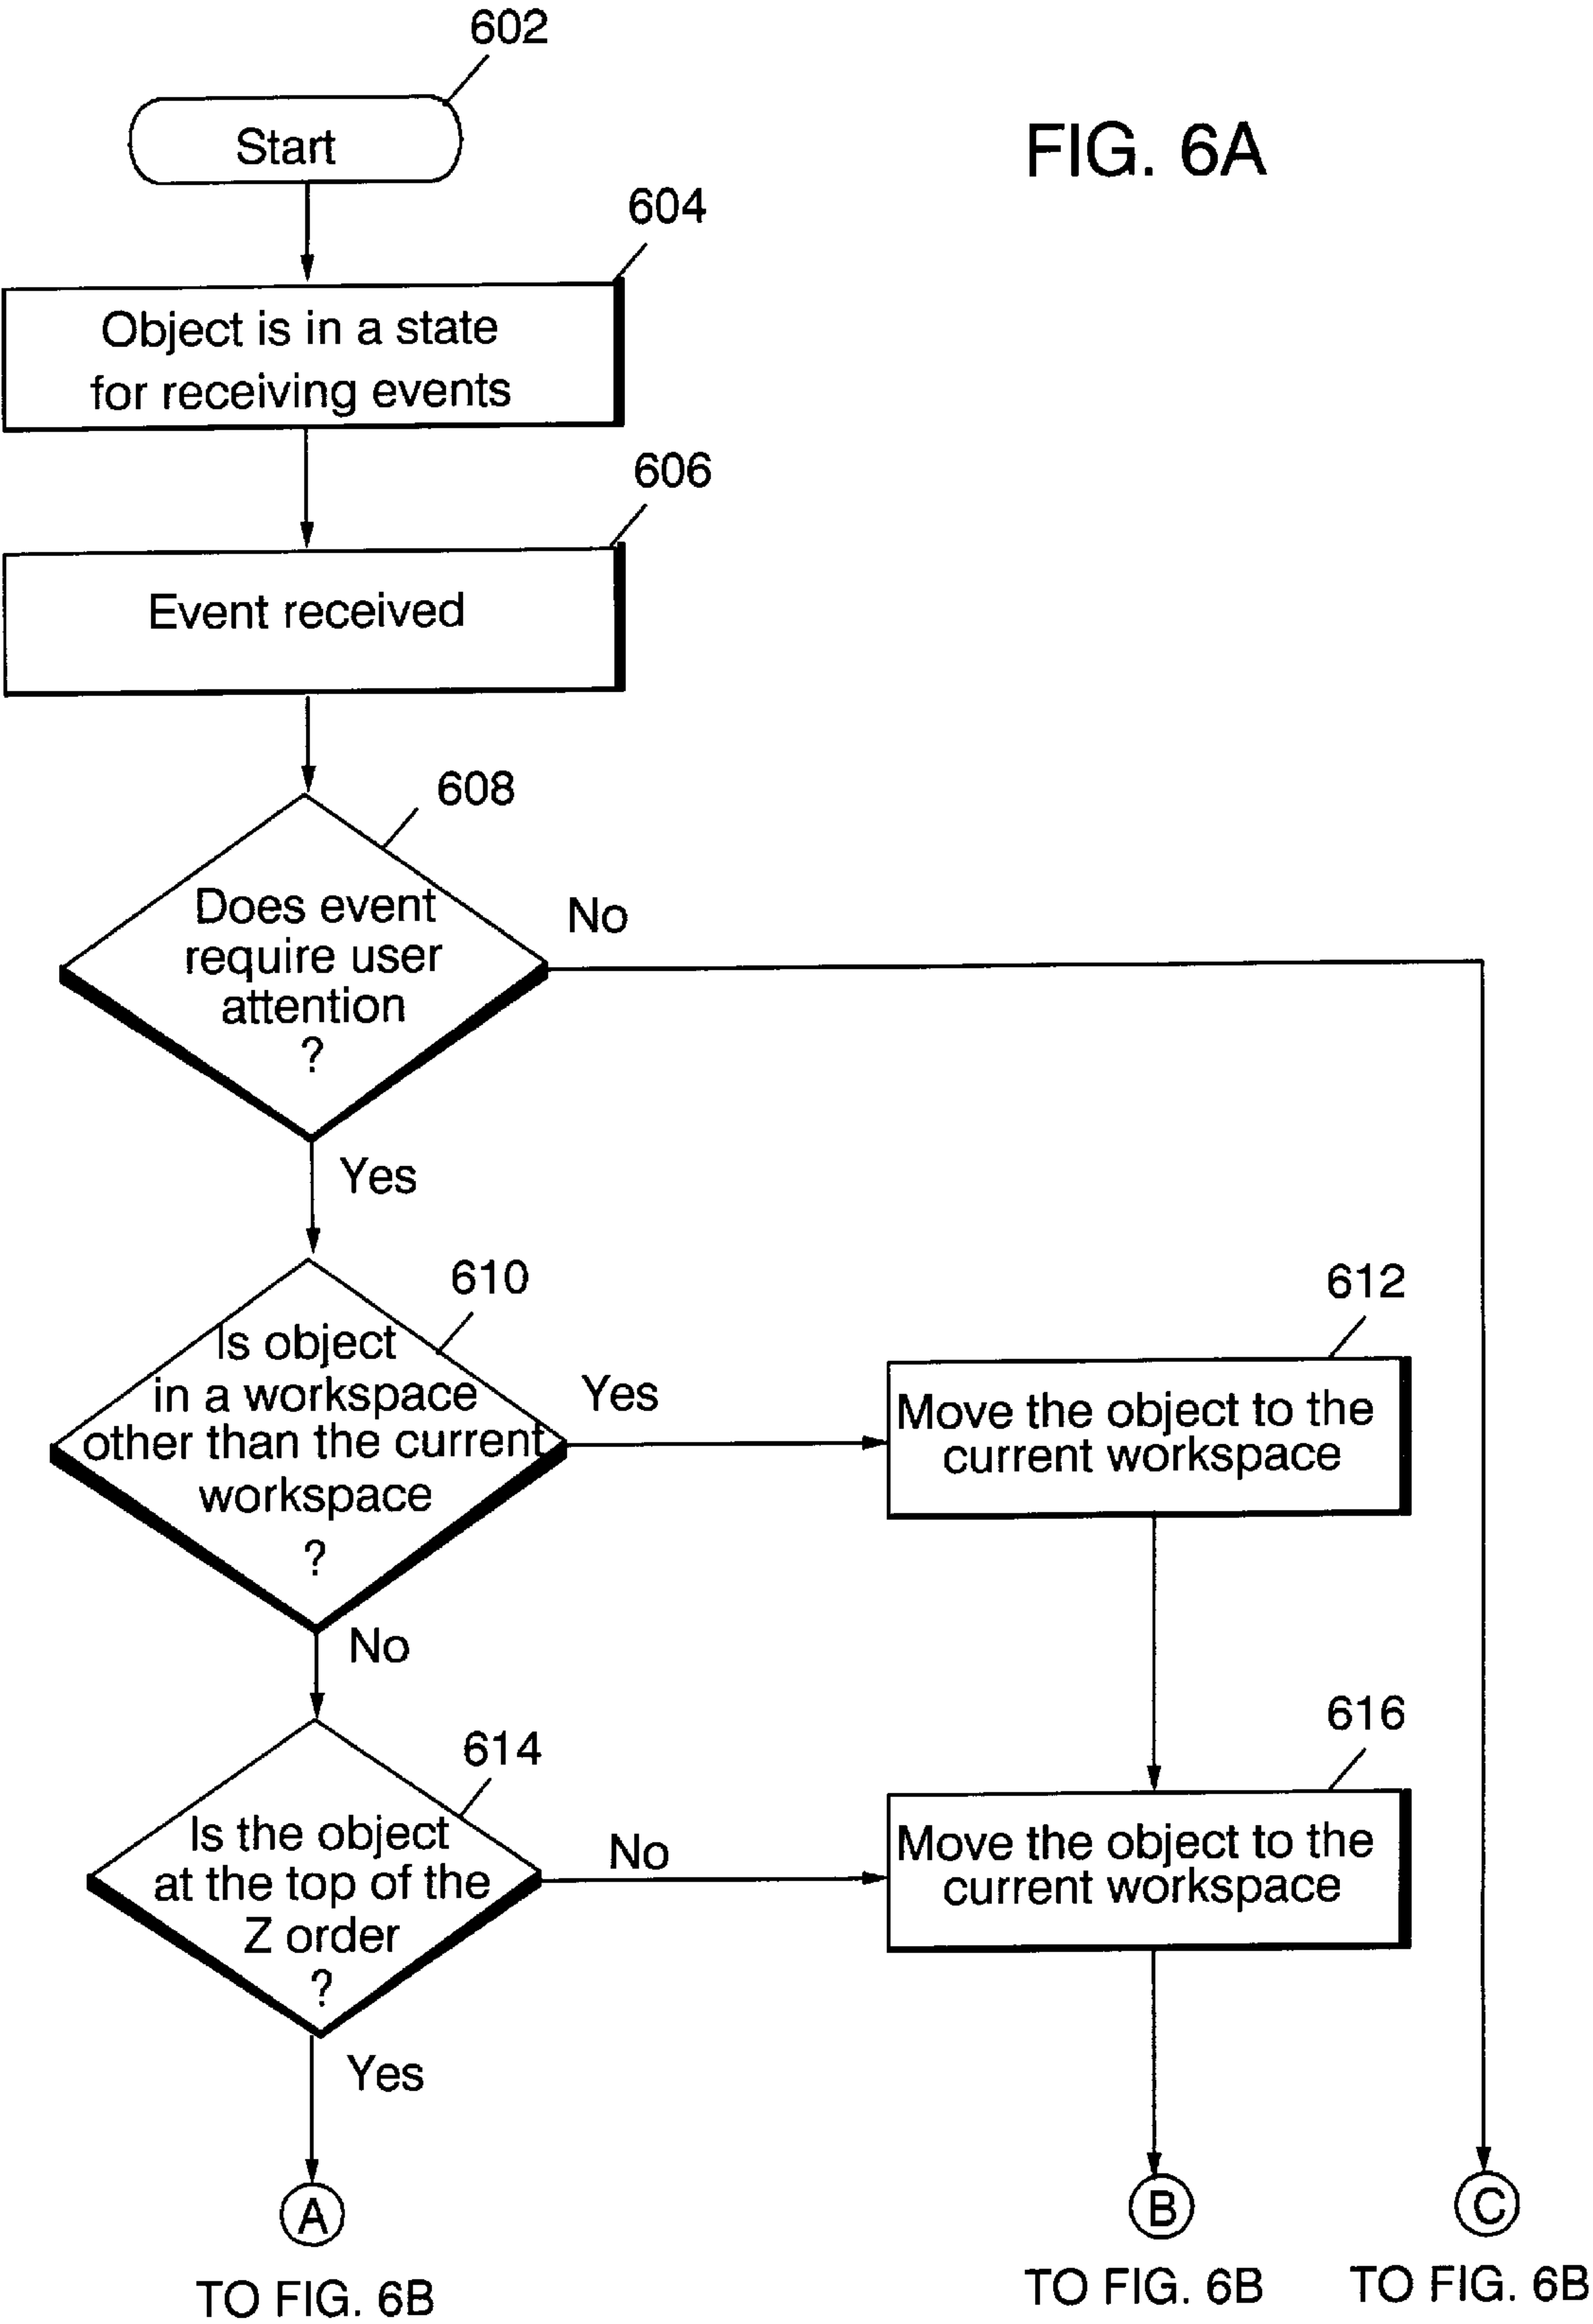 602
Start
FIG. 6A
604
Object is in a state
for receiving events
606
Event received
608
Does event
require user
attention
?
No
Yes
610
Is object
in a workspace
other than the current
workspace
?
Yes
612
Move the object to the
current workspace
No
614
Is the object
at the top of the
Z order
?
No
616
Move the object to the
current workspace
Yes
A
TO FIG. 6B
B
TO FIG. 6B
C
TO FIG. 6B